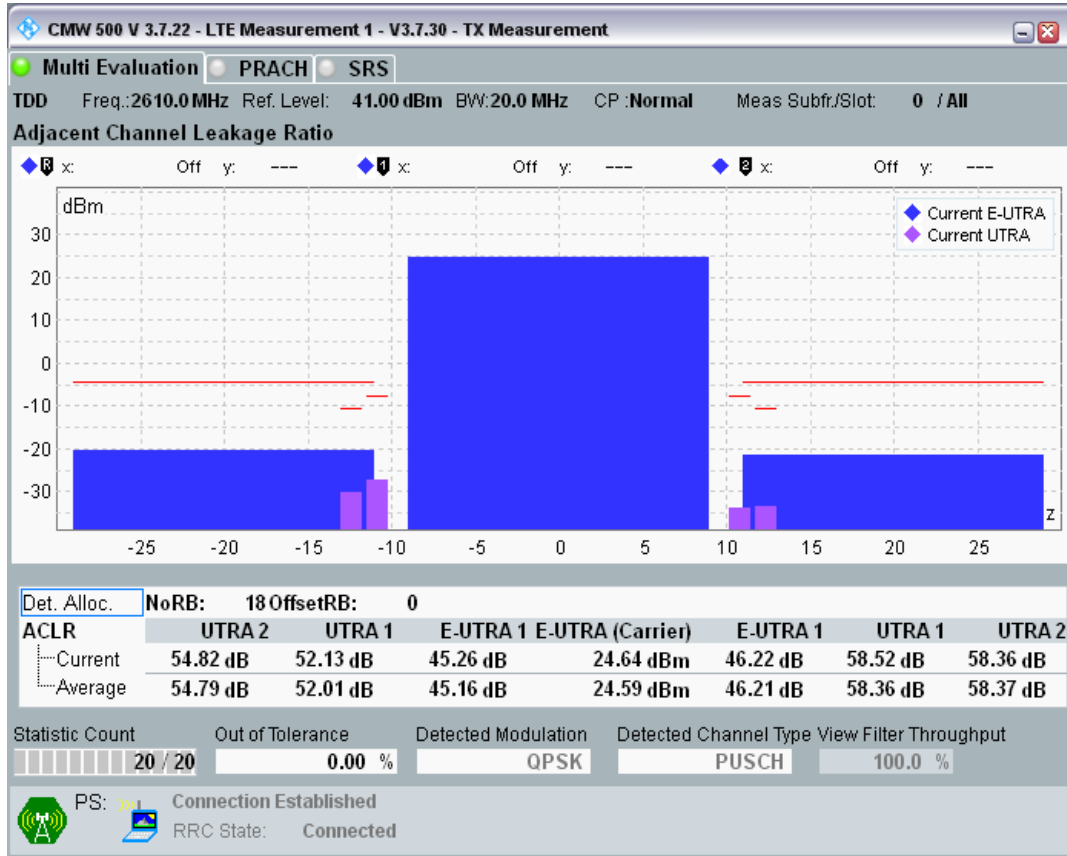 CMW 500 V 3.7.22 - LTE Measurement 1 - V3.7.30 - TX Measurement
Multi Evaluation PRACH SRS
TDD Freq.:2610.0 MHz Ref. Level: 41.00 dBm BW:20.0 MHz CP :Normal Meas Subfr./Slot: 0 / All
Adjacent Channel Leakage Ratio
R x: Off y: --- 1 x: Off y: --- 2 x: Off y: ---
dBm
Current E-UTRA
Current UTRA
30
20
10
0
-10
-20
-30
z
-25 -20 -15 -10 -5 0 5 10 15 20 25
Det. Alloc. NoRB: 18 OffsetRB: 0
ACLR UTRA 2 UTRA 1 E-UTRA 1 E-UTRA (Carrier) E-UTRA 1 UTRA 1 UTRA 2
Current 54.82 dB 52.13 dB 45.26 dB 24.64 dBm 46.22 dB 58.52 dB 58.36 dB
Average 54.79 dB 52.01 dB 45.16 dB 24.59 dBm 46.21 dB 58.36 dB 58.37 dB
Statistic Count Out of Tolerance Detected Modulation Detected Channel Type View Filter Throughput
20 / 20 0.00 % QPSK PUSCH 100.0 %
PS: Connection Established
RRC State: Connected